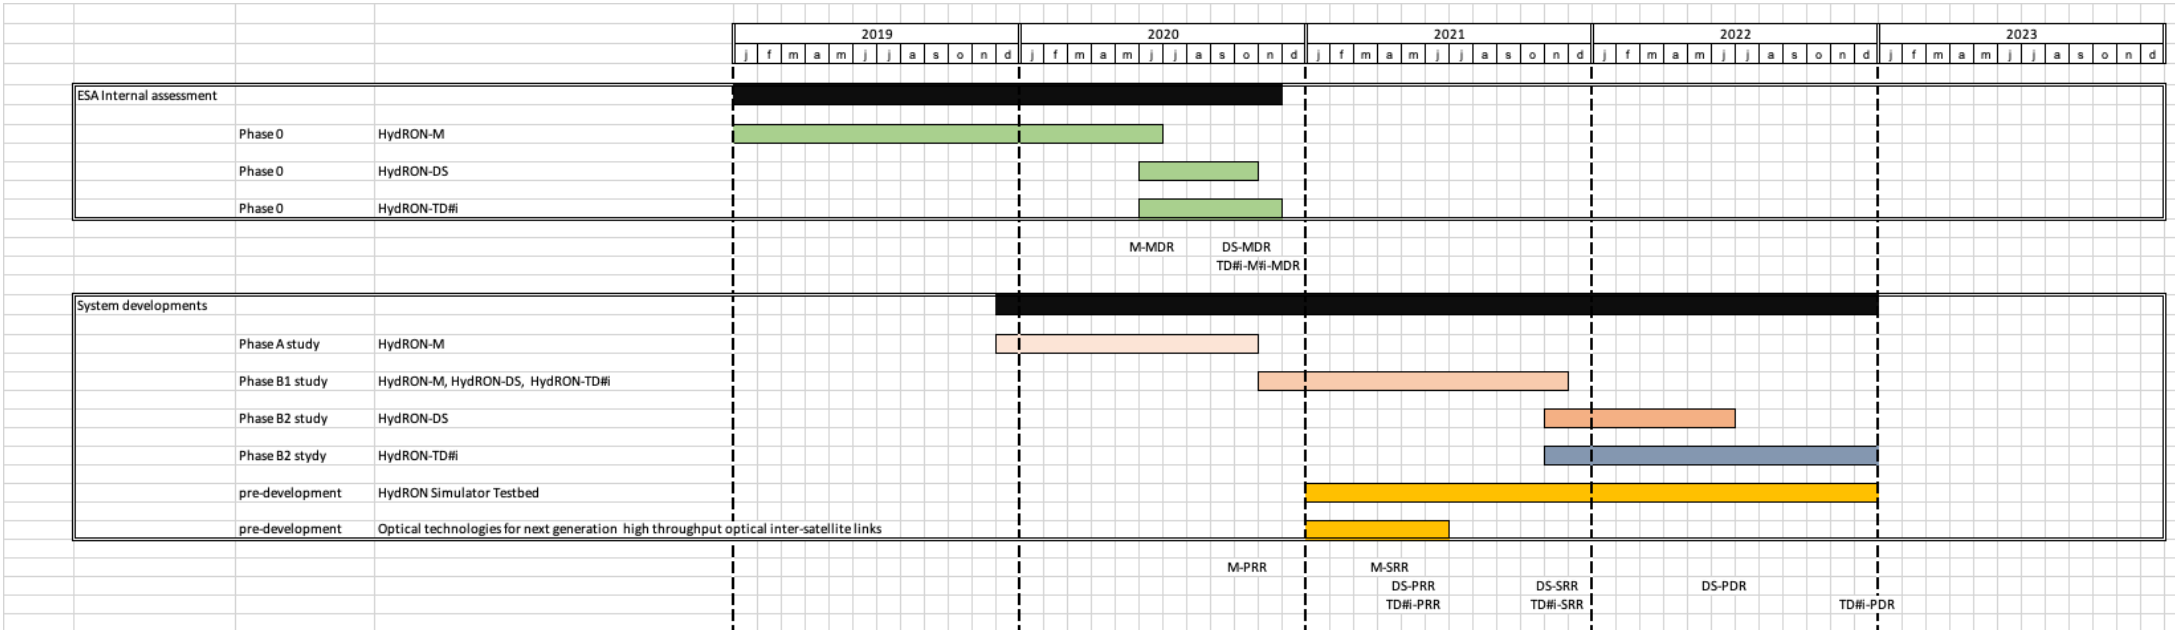 2019 2020 2021 2022 2023
j f m a m j j a s o n d j f m a m j j a s o n d j f m a m j j a s o n d j f m a m j j a s o n d j f m a m j j a s o n d
ESA Internal assessment
Phase 0 HydRON-M
Phase 0 HydRON-DS
Phase 0 HydRON-TD#i
M-MDR DS-MDR
TD#i-M#i-MDR
System developments
Phase A study HydRON-M
Phase B1 study HydRON-M, HydRON-DS, HydRON-TD#i
Phase B2 study HydRON-DS
Phase B2 stydy HydRON-TD#i
pre-development HydRON Simulator Testbed
pre-development Optical technologies for next generation high throughput optical inter-satellite links
M-PRR M-SRR
DS-PRR DS-SRR DS-PDR
TD#i-PRR TD#i-SRR TD#i-PDR